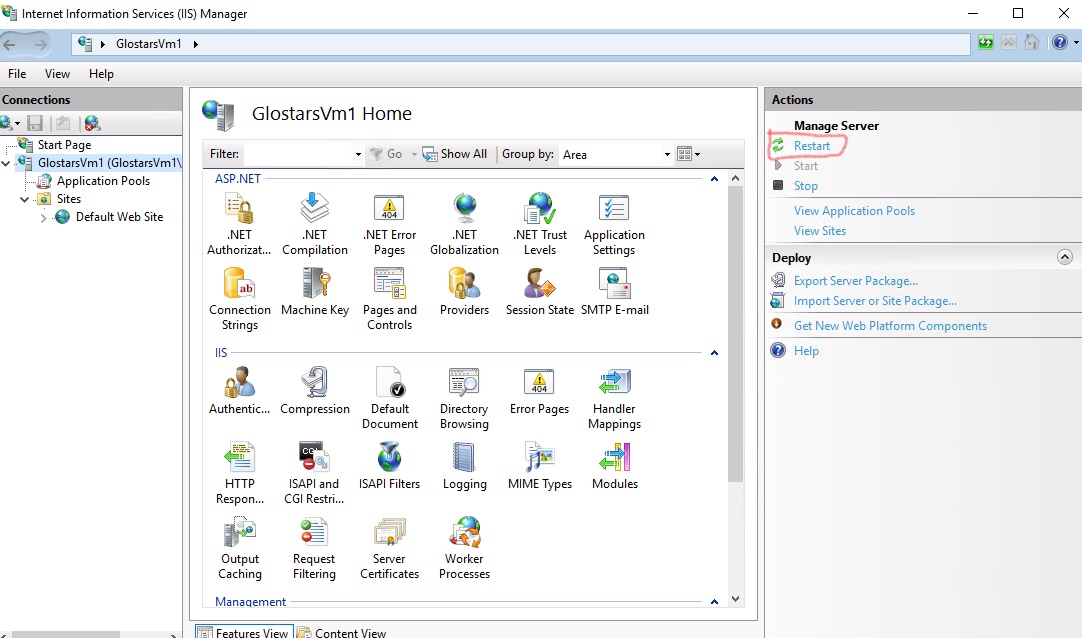 Internet Information Services (IIS) Manager
GlostarsVm1
File View Help
Connections
Start Page
GlostarsVm1 (GlostarsVm1\
Application Pools
Sites
Default Web Site
GlostarsVm1 Home
Filter: Go Show All Group by: Area
ASP.NET
.NET Authorizat...
.NET Compilation
.NET Error Pages
.NET Globalization
.NET Trust Levels
Application Settings
Connection Strings
Machine Key
Pages and Controls
Providers
Session State
SMTP E-mail
IIS
Authentic...
Compression
Default Document
Directory Browsing
Error Pages
Handler Mappings
HTTP Respon...
ISAPI and CGI Restri...
ISAPI Filters
Logging
MIME Types
Modules
Output Caching
Request Filtering
Server Certificates
Worker Processes
Management
Features View Content View
Actions
Manage Server
Restart
Start
Stop
View Application Pools
View Sites
Deploy
Export Server Package...
Import Server or Site Package...
Get New Web Platform Components
Help